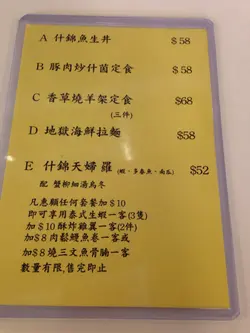 A 什錦魚生丼 $58
B 豚肉炒什菌定食 $58
C 香草燒羊架定食 $68
(三件)
D 地獄海鮮拉麵 $58
E 什錦天婦羅 (蝦、多春魚、南瓜) $52
配 蟹柳細湯烏冬
凡惠顧任何套餐加$10
即可享用泰式生蝦一客(3隻)
加$10 酥炸雞翼一客(2件)
加$8 肉鬆鰻魚卷一客或
加$8 燒三文魚骨腩一客
數量有限,售完即止